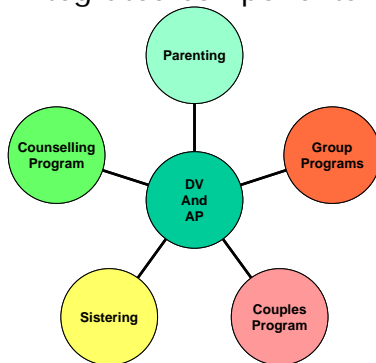 Parenting
Counselling
Program
Group
Programs
DV
And
AP
Sistering
Couples
Program